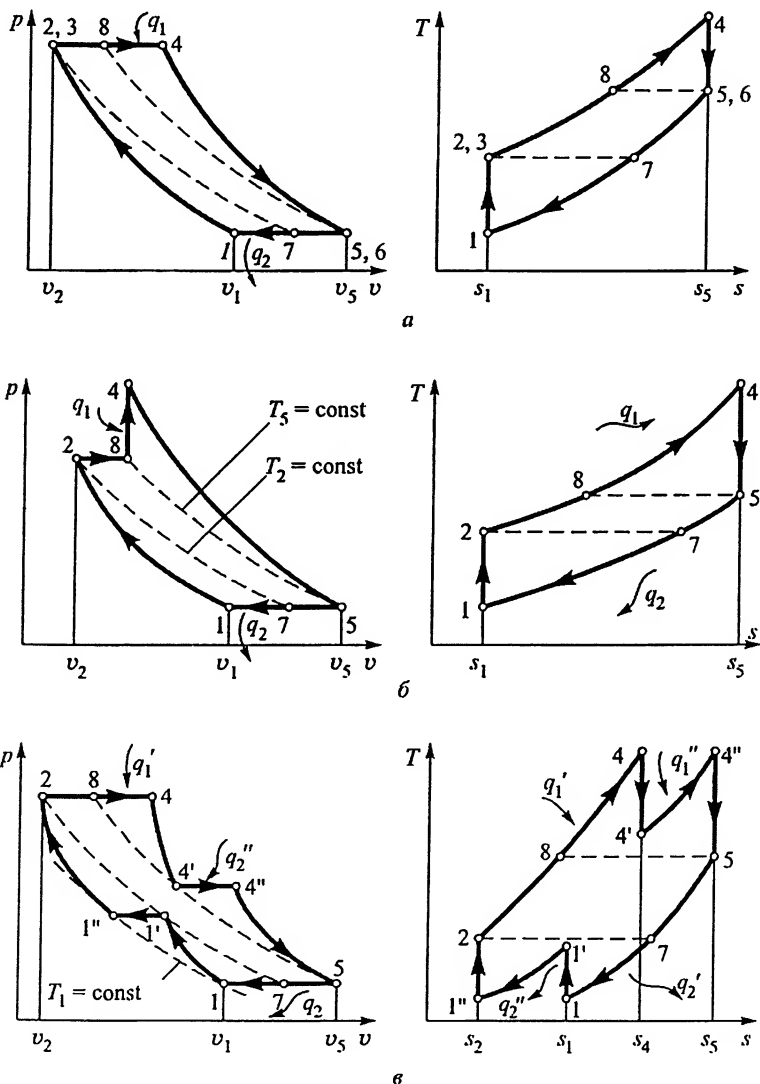 p
2, 3
8
q₁
4
1
q₂
7
5, 6
v₂
v₁
v₅
v
T
4
8
5, 6
2, 3
7
1
s₁
s₅
s
а
p
4
q₁
2
8
T₅ = const
T₂ = const
1
q₂
7
5
v₂
v₁
v₅
v
T
q₁
4
8
5
2
7
1
q₂
s₁
s₅
s
б
p
2
8
q₁'
4
q₂''
4'
4''
1''
1'
T₁ = const
1
7
q₂
5
v₂
v₁
v₅
v
T
4
q₁''
4''
q₁'
4'
8
5
2
1'
7
1''
q₂''
1
q₂'
s₂
s₁
s₄
s₅
s
в